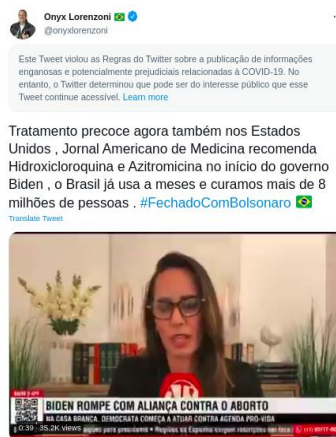 Onyx Lorenzoni
@onyxlorenzoni
Este Tweet violou as Regras do Twitter sobre a publicação de informações
enganosas e potencialmente prejudiciais relacionadas à COVID-19. No
entanto, o Twitter determinou que pode ser do interesse público que esse
Tweet continue acessível. Learn more
Tratamento precoce agora também nos Estados
Unidos , Jornal Americano de Medicina recomenda
Hidroxicloroquina e Azitromicina no início do governo
Biden , o Brasil já usa a meses e curamos mais de 8
milhões de pessoas . #FechadoComBolsonaro
Translate Tweet
BIDEN ROMPE COM ALIANÇA CONTRA O ABORTO
NA CASA BRANCA, DEMOCRATA COMEÇA A ATUAR CONTRA AGENDA PRÓ-VIDA
0:39 35.2K views